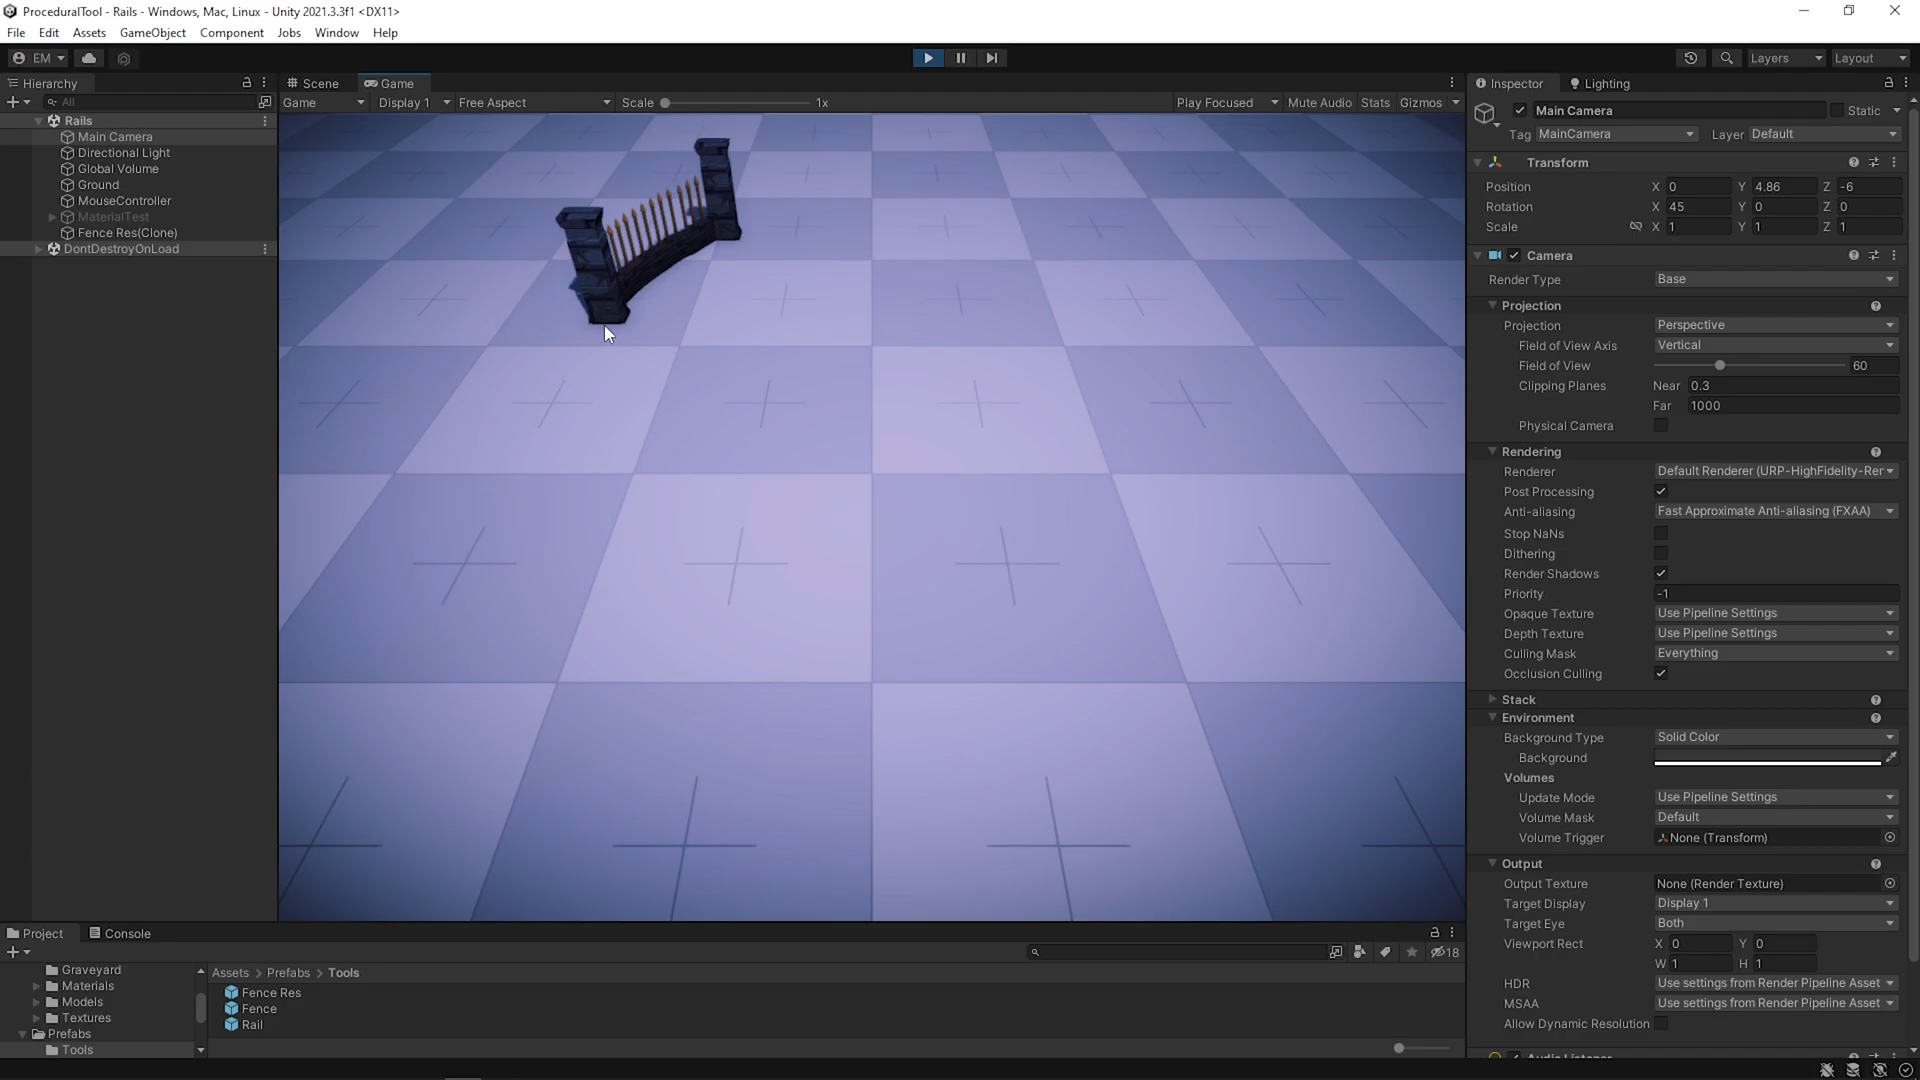 ProceduralTool - Rails - Windows, Mac, Linux - Unity 2021.3.3f1 <DX11>
File Edit Assets GameObject Component Jobs Window Help
EM Layers Layout
Hierarchy
All
Rails
Main Camera
Directional Light
Global Volume
Ground
MouseController
MaterialTest
Fence Res(Clone)
DontDestroyOnLoad
Scene Game
Game Display 1 Free Aspect Scale 1x Play Focused Mute Audio Stats Gizmos
Inspector Lighting
Main Camera Static
Tag MainCamera Layer Default
Transform
Position X 0 Y 4.86 Z -6
Rotation X 45 Y 0 Z 0
Scale X 1 Y 1 Z 1
Camera
Render Type Base
Projection
Projection Perspective
Field of View Axis Vertical
Field of View 60
Clipping Planes Near 0.3
Far 1000
Physical Camera
Rendering
Renderer Default Renderer (URP-HighFidelity-Rer
Post Processing
Anti-aliasing Fast Approximate Anti-aliasing (FXAA)
Stop NaNs
Dithering
Render Shadows
Priority -1
Opaque Texture Use Pipeline Settings
Depth Texture Use Pipeline Settings
Culling Mask Everything
Occlusion Culling
Stack
Environment
Background Type Solid Color
Background
Volumes
Update Mode Use Pipeline Settings
Volume Mask Default
Volume Trigger None (Transform)
Output
Output Texture None (Render Texture)
Target Display Display 1
Target Eye Both
Viewport Rect X 0 Y 0
W 1 H 1
HDR Use settings from Render Pipeline Asset
MSAA Use settings from Render Pipeline Asset
Allow Dynamic Resolution
Audio Listener
Project Console
18
Graveyard
Materials
Models
Textures
Prefabs
Tools
Assets > Prefabs > Tools
Fence Res
Fence
Rail